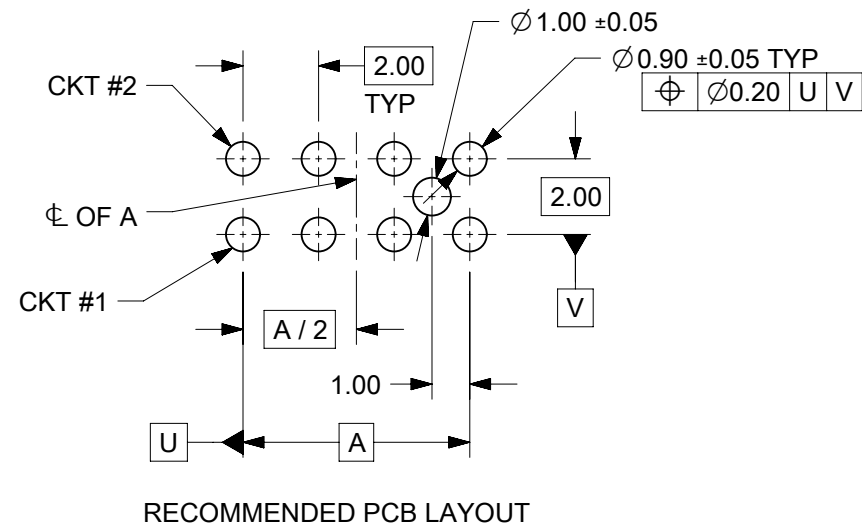 ∅1.00 ±0.05
2.00
TYP
∅0.90 ±0.05 TYP
⌖ ∅0.20 U V
CKT #2
℄ OF A
2.00
CKT #1
V
A / 2
1.00
U
A
RECOMMENDED PCB LAYOUT